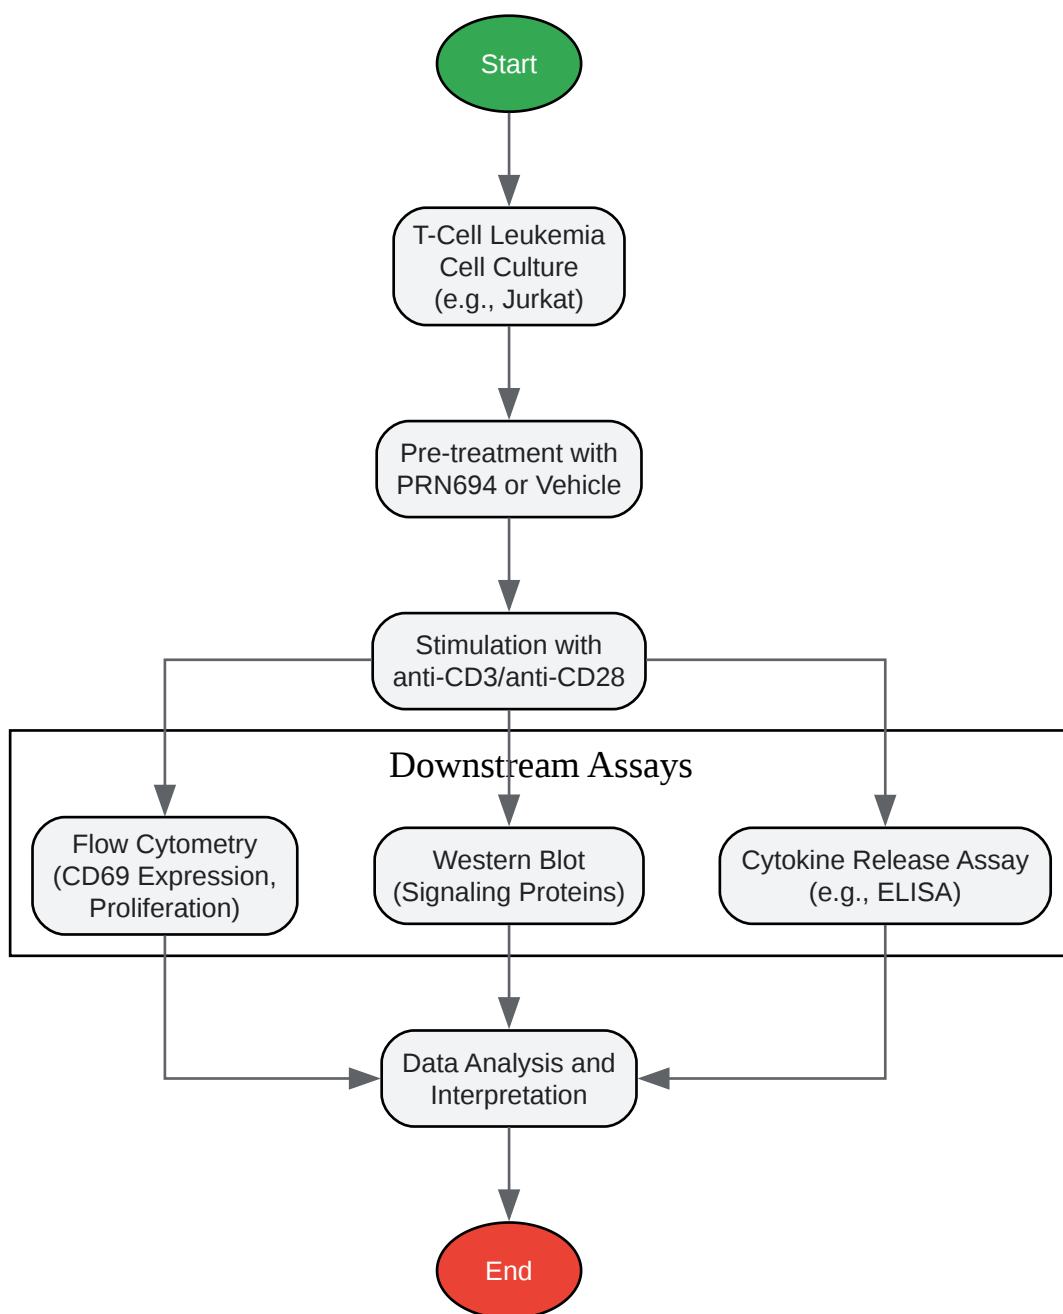 Start
T-Cell Leukemia
Cell Culture
(e.g., Jurkat)
Pre-treatment with
PRN694 or Vehicle
Stimulation with
anti-CD3/anti-CD28
Downstream Assays
Flow Cytometry
(CD69 Expression,
Proliferation)
Western Blot
(Signaling Proteins)
Cytokine Release Assay
(e.g., ELISA)
Data Analysis and
Interpretation
End